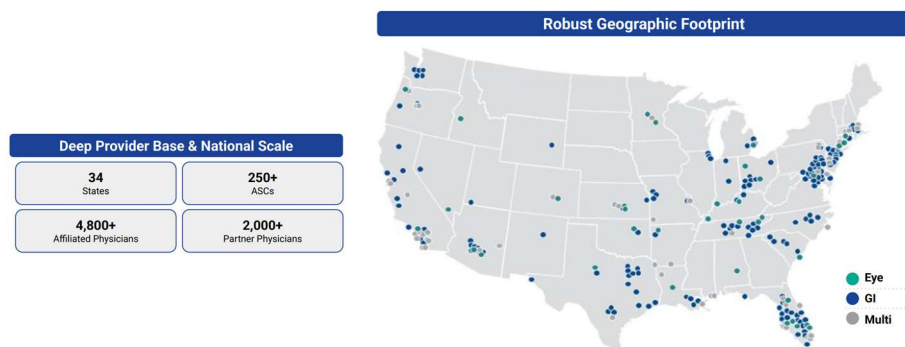 Robust Geographic Footprint
Deep Provider Base & National Scale
34
States
250+
ASCs
4,800+
Affiliated Physicians
2,000+
Partner Physicians
Eye
GI
Multi